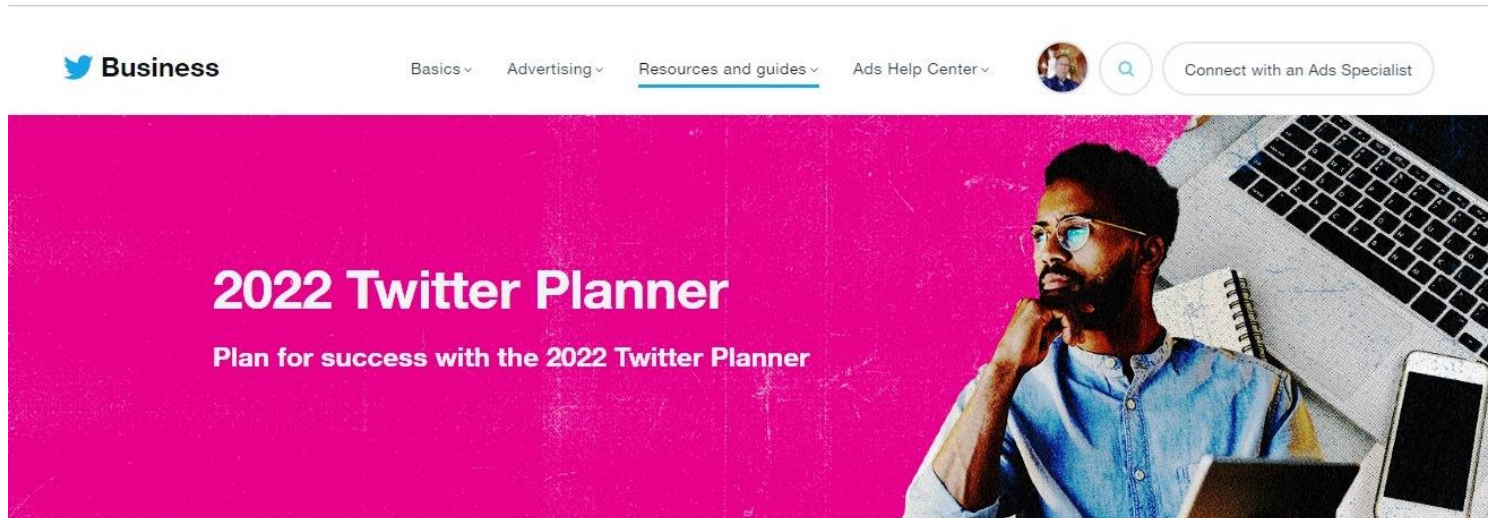 Business
Basics
Advertising
Resources and guides
Ads Help Center
Connect with an Ads Specialist
2022 Twitter Planner
Plan for success with the 2022 Twitter Planner